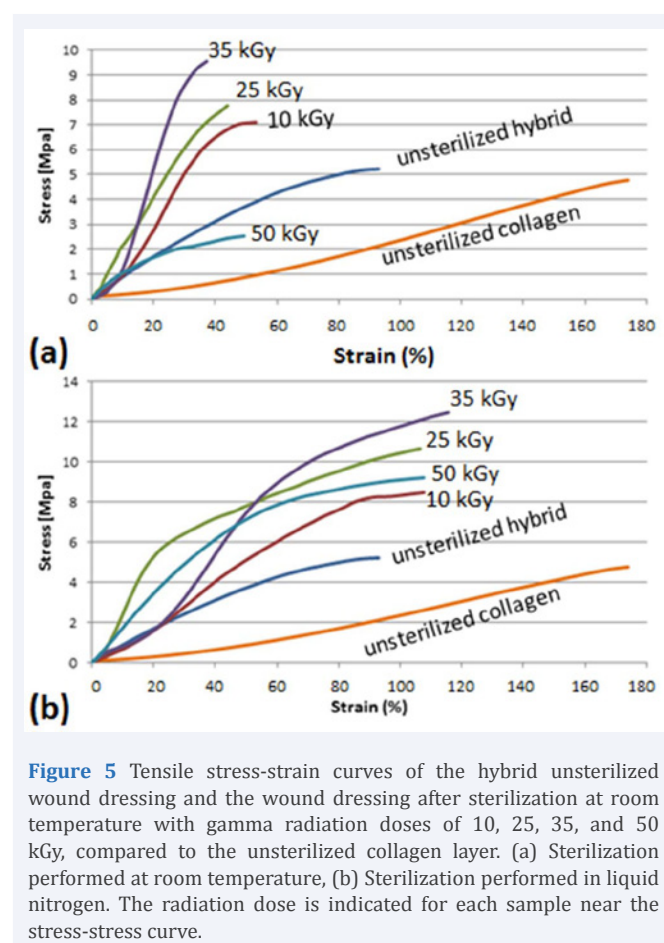 10
9
8
7
6
5
4
3
2
1
0
Stress [Mpa]
35 kGy
25 kGy
10 kGy
unsterilized hybrid
50 kGy
unsterilized collagen
0 20 40 60 80 100 120 140 160 180
(a)
Strain (%)
14
12
10
8
6
4
2
0
Stress [Mpa]
35 kGy
25 kGy
50 kGy
10 kGy
unsterilized hybrid
unsterilized collagen
0 20 40 60 80 100 120 140 160 180
(b)
Strain (%)
Figure 5 Tensile stress-strain curves of the hybrid unsterilized
wound dressing and the wound dressing after sterilization at room
temperature with gamma radiation doses of 10, 25, 35, and 50
kGy, compared to the unsterilized collagen layer. (a) Sterilization
performed at room temperature, (b) Sterilization performed in liquid
nitrogen. The radiation dose is indicated for each sample near the
stress-stress curve.